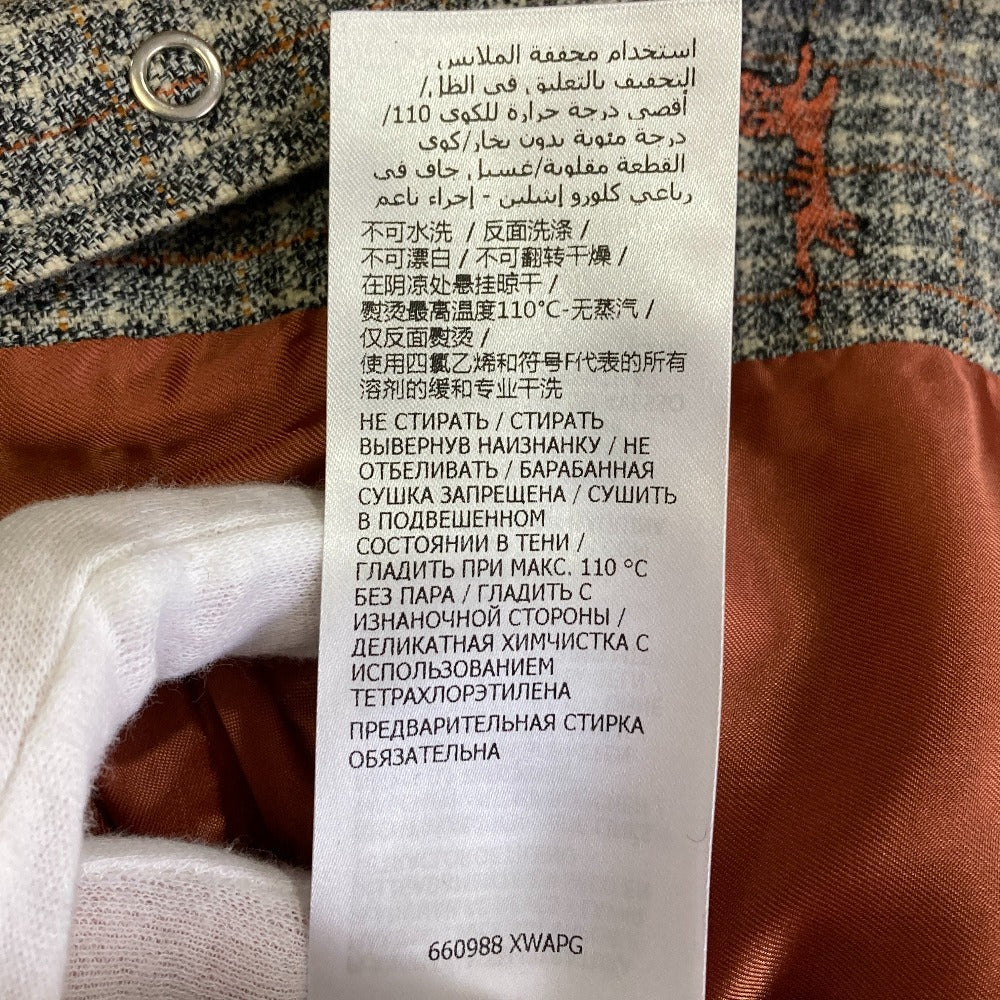 استخدام مجففة الملابس
التجفيف بالتعليق في الظل/
أقصى درجة حرارة للكوى 110/
درجة مئوية بدون بخار/كوى
القطعة مقلوبة/غسيل جاف في
رباعي كلورو إيثيلين - إجراء ناعم
不可水洗 / 反面洗涤 /
不可漂白 / 不可翻转干燥 /
在阴凉处悬挂晾干 /
熨烫最高温度110°C-无蒸汽 /
仅反面熨烫 /
使用四氯乙烯和符号F代表的所有
溶剂的缓和专业干洗
НЕ СТИРАТЬ / СТИРАТЬ
ВЫВЕРНУВ НАИЗНАНКУ / НЕ
ОТБЕЛИВАТЬ / БАРАБАННАЯ
СУШКА ЗАПРЕЩЕНА / СУШИТЬ
В ПОДВЕШЕННОМ
СОСТОЯНИИ В ТЕНИ /
ГЛАДИТЬ ПРИ МАКС. 110 °C
БЕЗ ПАРА / ГЛАДИТЬ С
ИЗНАНОЧНОЙ СТОРОНЫ /
ДЕЛИКАТНАЯ ХИМЧИСТКА С
ИСПОЛЬЗОВАНИЕМ
ТЕТРАХЛОРЭТИЛЕНА
ПРЕДВАРИТЕЛЬНАЯ СТИРКА
ОБЯЗАТЕЛЬНА
660988 XWAPG